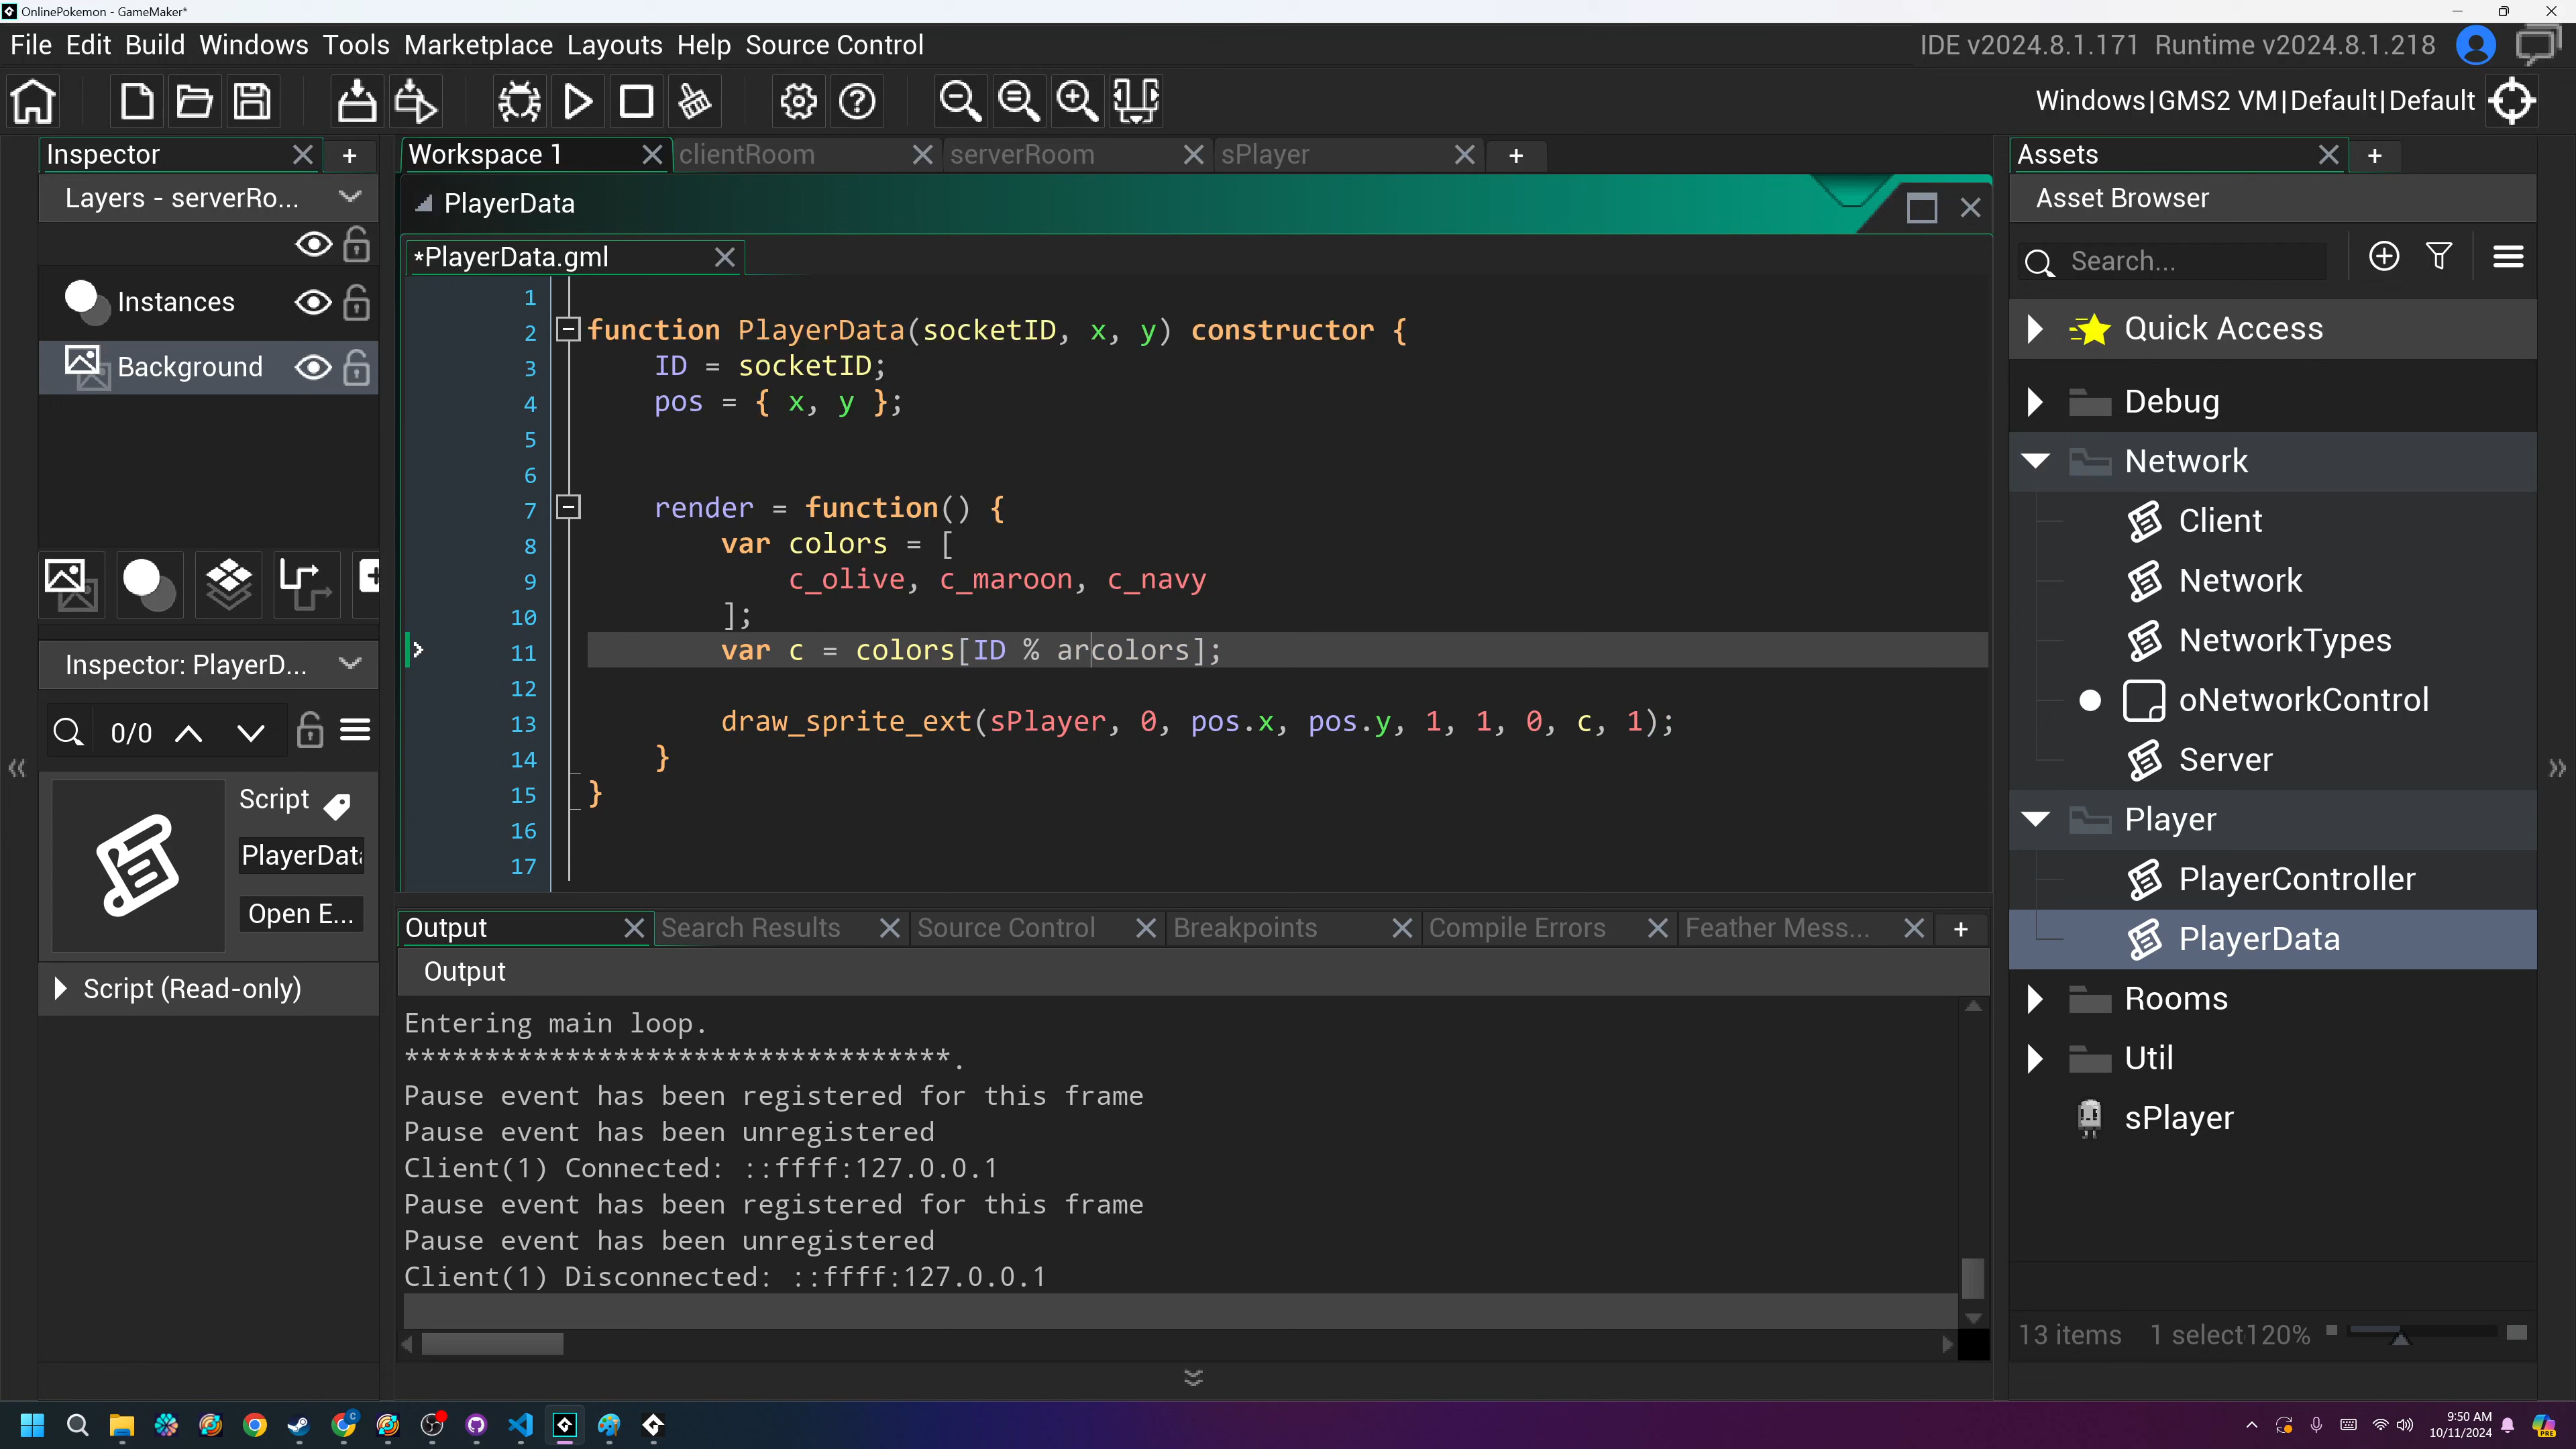 OnlinePokemon - GameMaker*
File Edit Build Windows Tools Marketplace Layouts Help Source Control
IDE v2024.8.1.171 Runtime v2024.8.1.218
Windows|GMS2 VM|Default|Default
Inspector
Layers - serverRo...
Instances
Background
Inspector: PlayerD...
0/0
Script
PlayerData
Open E...
Script (Read-only)
Workspace 1
clientRoom
serverRoom
sPlayer
PlayerData
*PlayerData.gml
1
2 function PlayerData(socketID, x, y) constructor {
3 ID = socketID;
4 pos = { x, y };
5
6
7 render = function() {
8 var colors = [
9 c_olive, c_maroon, c_navy
10 ];
11 var c = colors[ID % arcolors];
12
13 draw_sprite_ext(sPlayer, 0, pos.x, pos.y, 1, 1, 0, c, 1);
14 }
15 }
16
17
Output
Search Results
Source Control
Breakpoints
Compile Errors
Feather Mess...
Output
Entering main loop.
**********************************.
Pause event has been registered for this frame
Pause event has been unregistered
Client(1) Connected: ::ffff:127.0.0.1
Pause event has been registered for this frame
Pause event has been unregistered
Client(1) Disconnected: ::ffff:127.0.0.1
Assets
Asset Browser
Search...
Quick Access
Debug
Network
Client
Network
NetworkTypes
oNetworkControl
Server
Player
PlayerController
PlayerData
Rooms
Util
sPlayer
13 items 1 select 120%
9:50 AM
10/11/2024
PRE